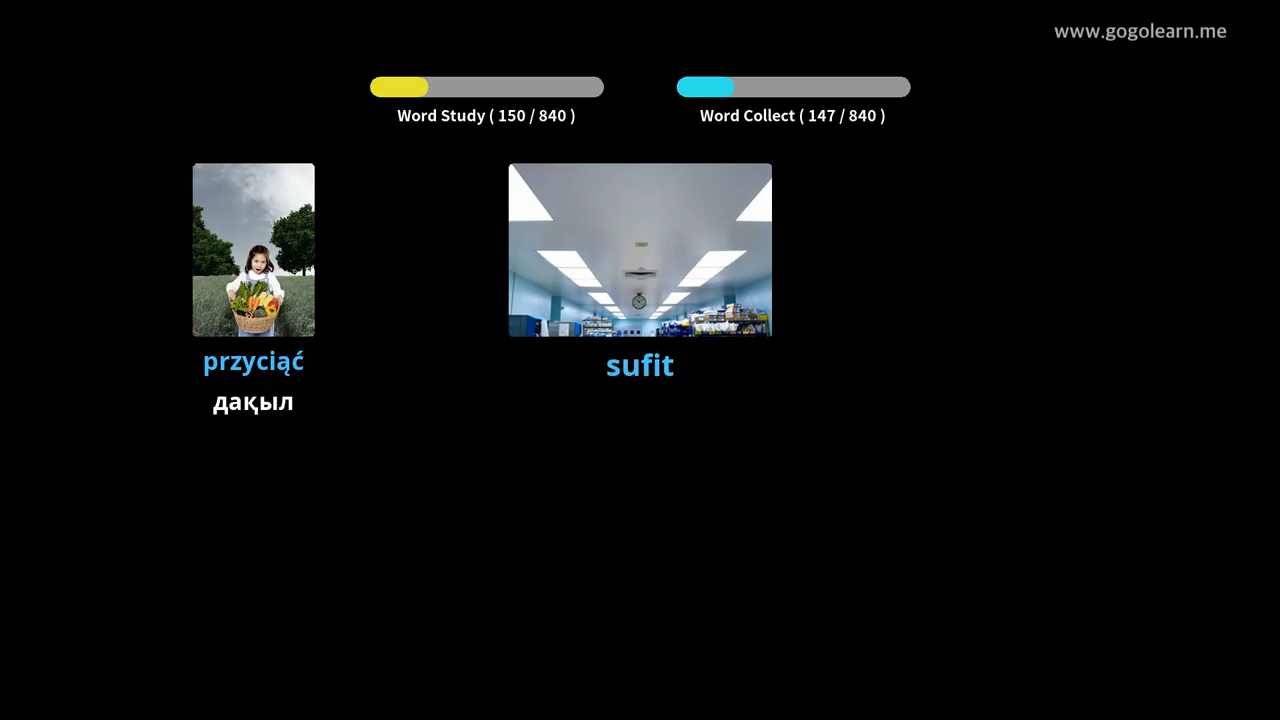 www.gogolearn.me
Word Study ( 150 / 840 )
Word Collect ( 147 / 840 )
przyciąć
дақыл
sufit